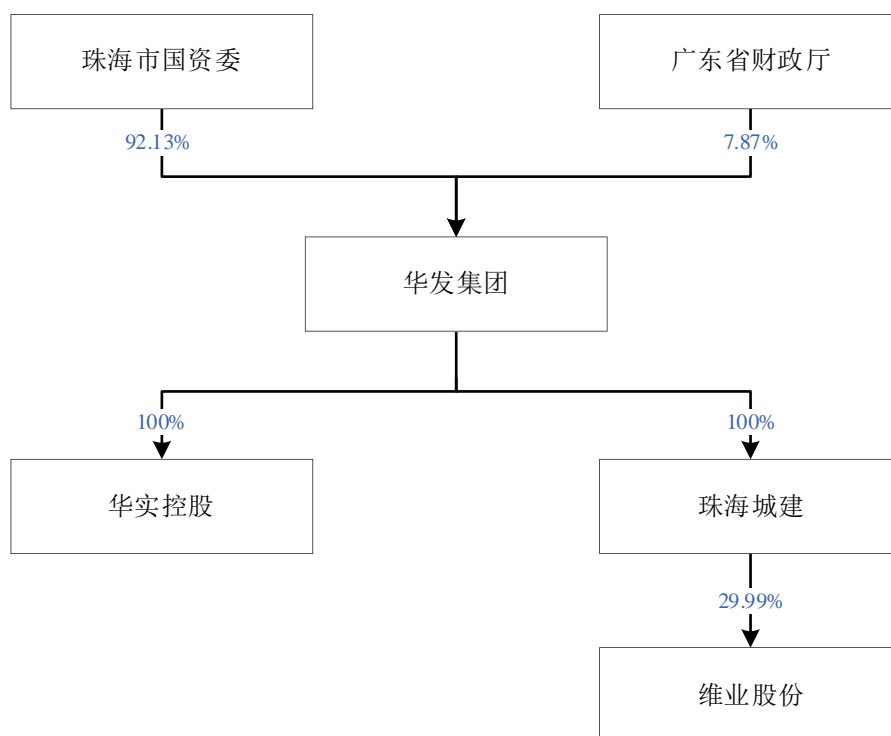 珠海市国资委
广东省财政厅
92.13%
7.87%
华发集团
100%
100%
华实控股
珠海城建
29.99%
维业股份